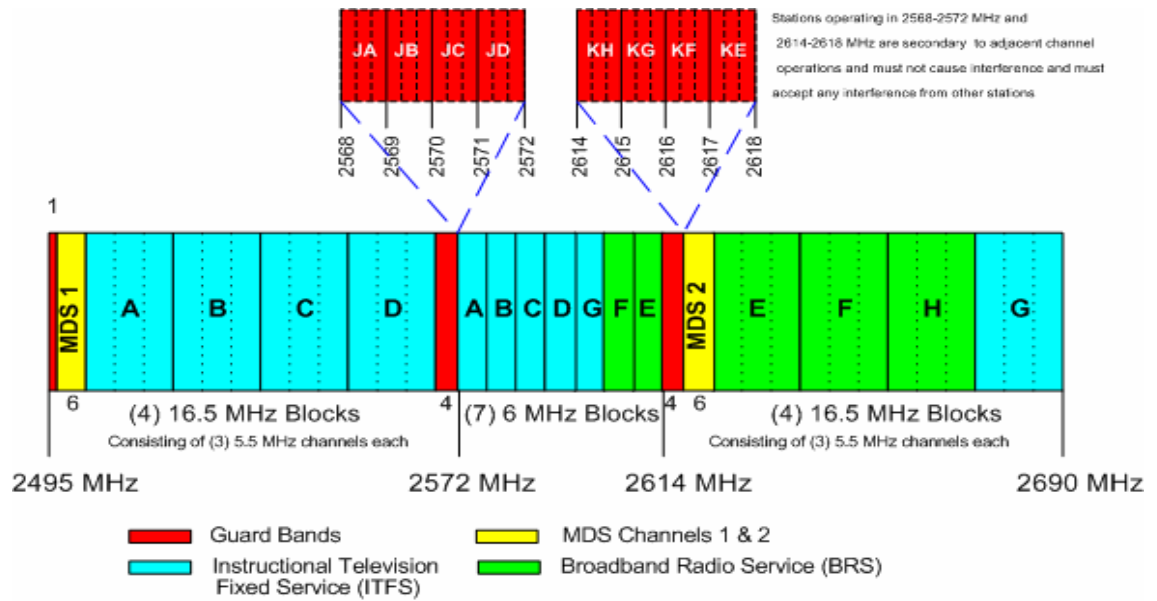 JA JB JC JD
KH KG KF KE
Stations operating in 2568-2572 MHz and
2614-2618 MHz are secondary to adjacent channel
operations and must not cause interference and must
accept any interference from other stations
2568 2569 2570 2571 2572
2614 2615 2616 2617 2618
1
MDS 1 A B C D A B C D G F E MDS 2 E F H G
6 (4) 16.5 MHz Blocks 4 (7) 6 MHz Blocks 4 6 (4) 16.5 MHz Blocks
Consisting of (3) 5.5 MHz channels each
Consisting of (3) 5.5 MHz channels each
2495 MHz 2572 MHz 2614 MHz 2690 MHz
Guard Bands
MDS Channels 1 & 2
Instructional Television
Fixed Service (ITFS)
Broadband Radio Service (BRS)